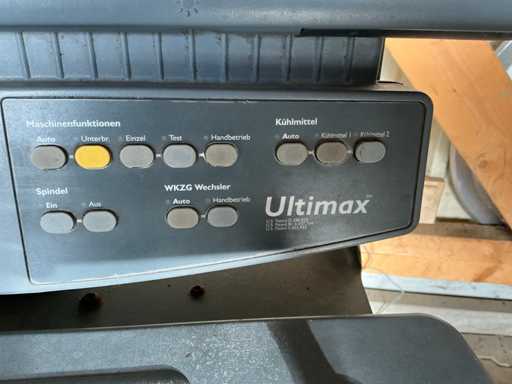 Maschinenfunktionen
Auto Unterbr. Einzel Test Handbetrieb
Kühlmittel
Auto Kühlmittel 1 Kühlmittel 2
Spindel
Ein Aus
WKZG Wechsler
Auto Handbetrieb
Ultimax